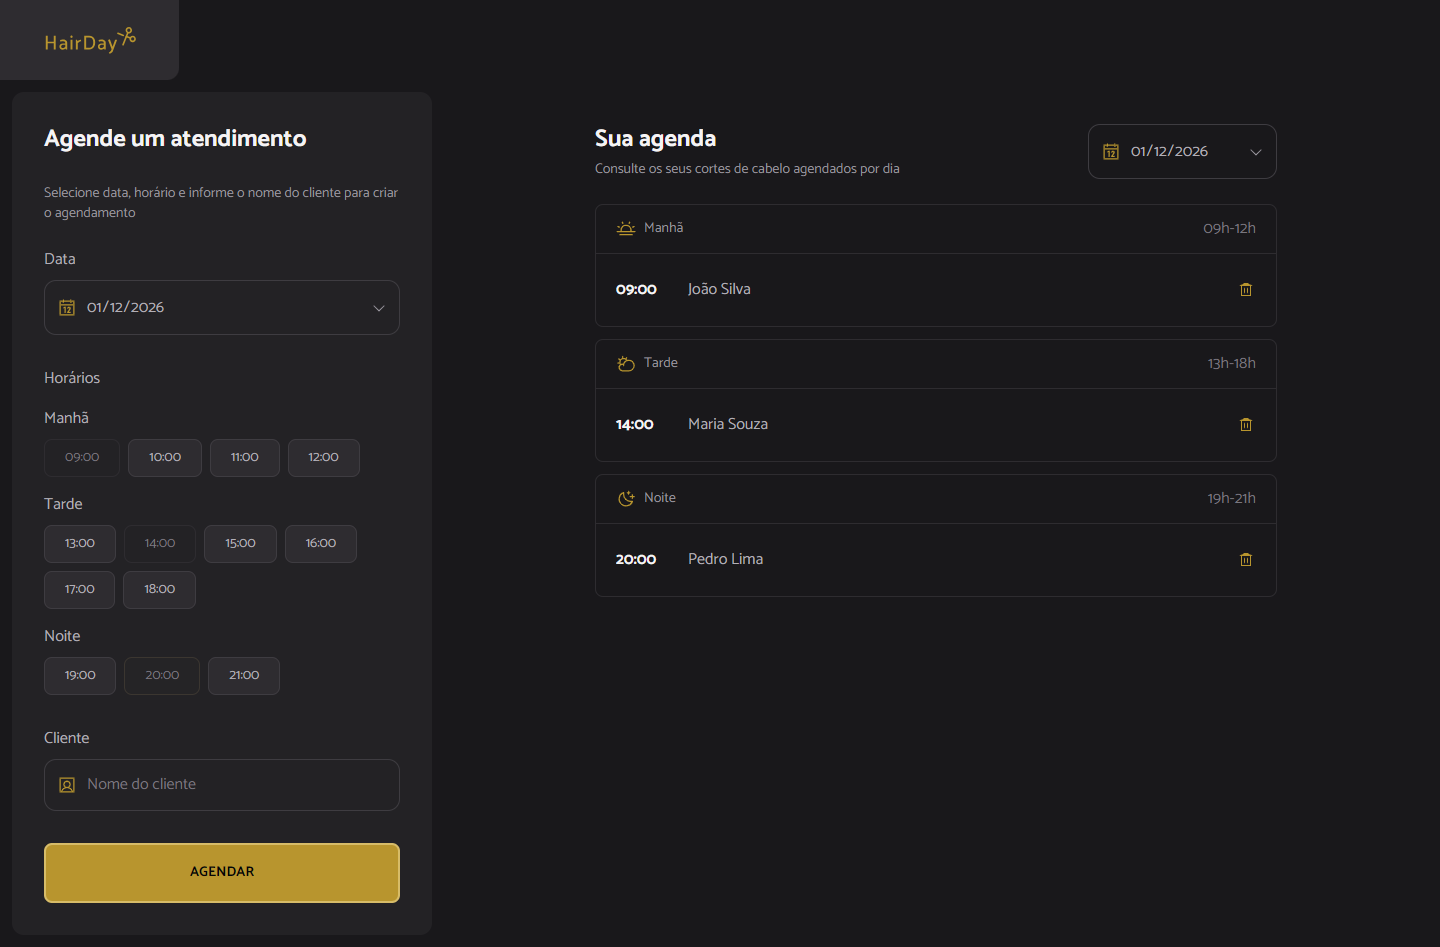 HairDay
Agende um atendimento
Selecione data, horário e informe o nome do cliente para criar
o agendamento
Data
01/12/2026
Horários
Manhã
09:00 10:00 11:00 12:00
Tarde
13:00 14:00 15:00 16:00
17:00 18:00
Noite
19:00 20:00 21:00
Cliente
Nome do cliente
AGENDAR
Sua agenda
Consulte os seus cortes de cabelo agendados por dia
01/12/2026
Manhã 09h-12h
09:00 João Silva
Tarde 13h-18h
14:00 Maria Souza
Noite 19h-21h
20:00 Pedro Lima